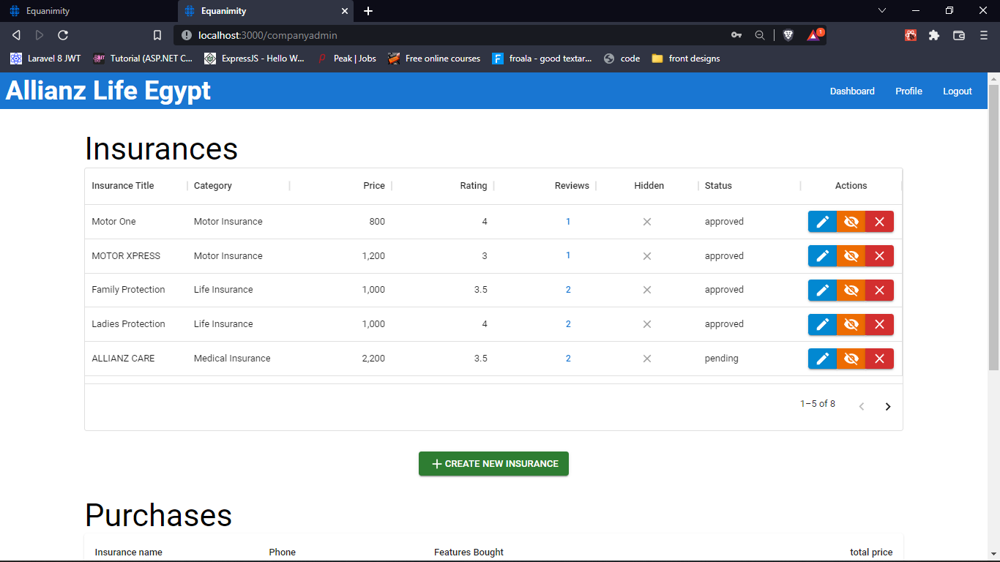 Equanimity
Equanimity
localhost:3000/companyadmin
1
Laravel 8 JWT
Tutorial (ASP.NET C...
ExpressJS - Hello W...
Peak | Jobs
Free online courses
froala - good textar...
code
front designs
Allianz Life Egypt
Dashboard Profile Logout
Insurances
Insurance Title Category Price Rating Reviews Hidden Status Actions
Motor One Motor Insurance 800 4 1 approved
MOTOR XPRESS Motor Insurance 1,200 3 1 approved
Family Protection Life Insurance 1,000 3.5 2 approved
Ladies Protection Life Insurance 1,000 4 2 approved
ALLIANZ CARE Medical Insurance 2,200 3.5 2 pending
1–5 of 8
CREATE NEW INSURANCE
Purchases
Insurance name Phone Features Bought total price